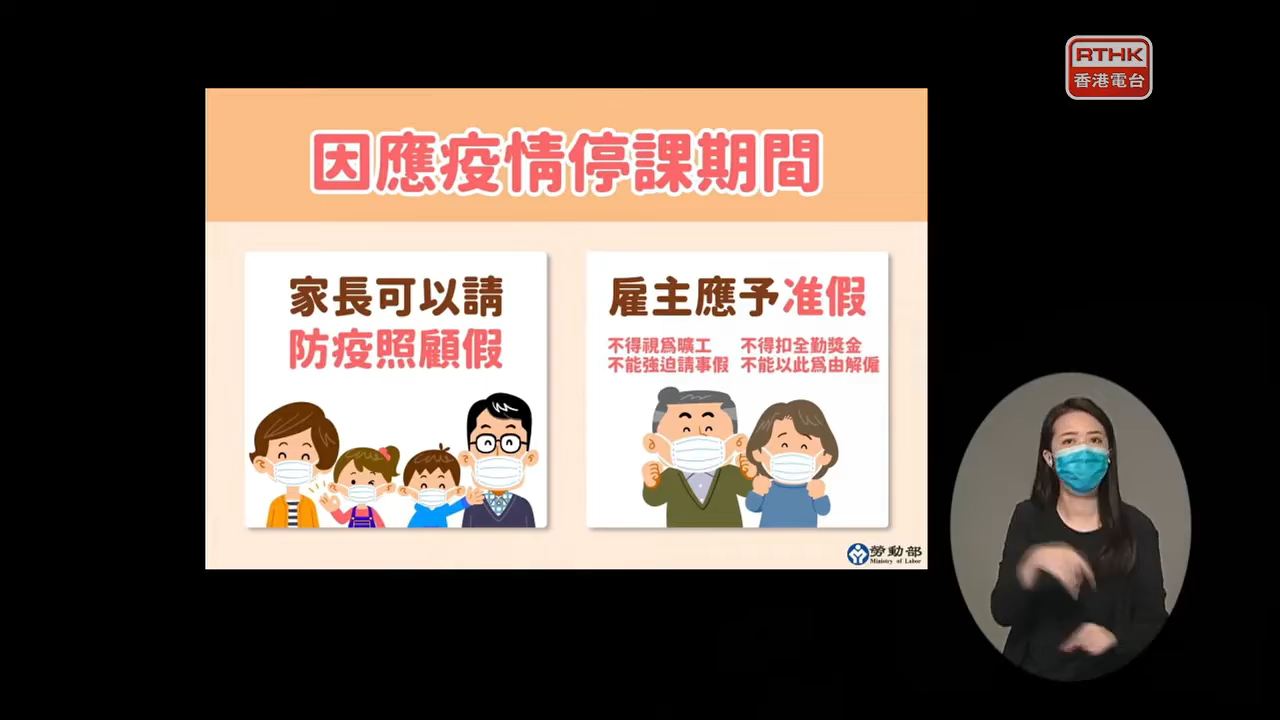 RTHK
香港電台
因應疫情停課期間
家長可以請
防疫照顧假
雇主應予准假
不得視爲曠工 不得扣全勤獎金
不能強迫請事假 不能以此爲由解僱
勞動部
Ministry of Labor